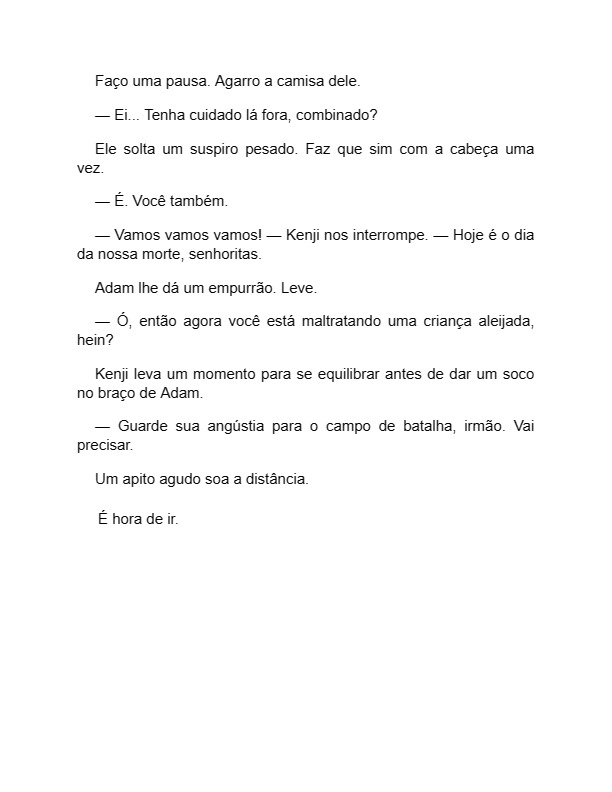 Faço uma pausa. Agarro a camisa dele.
— Ei... Tenha cuidado lá fora, combinado?
Ele solta um suspiro pesado. Faz que sim com a cabeça uma
vez.
— É. Você também.
— Vamos vamos vamos! — Kenji nos interrompe. — Hoje é o dia
da nossa morte, senhoritas.
Adam lhe dá um empurrão. Leve.
— Ó, então agora você está maltratando uma criança aleijada,
hein?
Kenji leva um momento para se equilibrar antes de dar um soco
no braço de Adam.
— Guarde sua angústia para o campo de batalha, irmão. Vai
precisar.
Um apito agudo soa a distância.
É hora de ir.